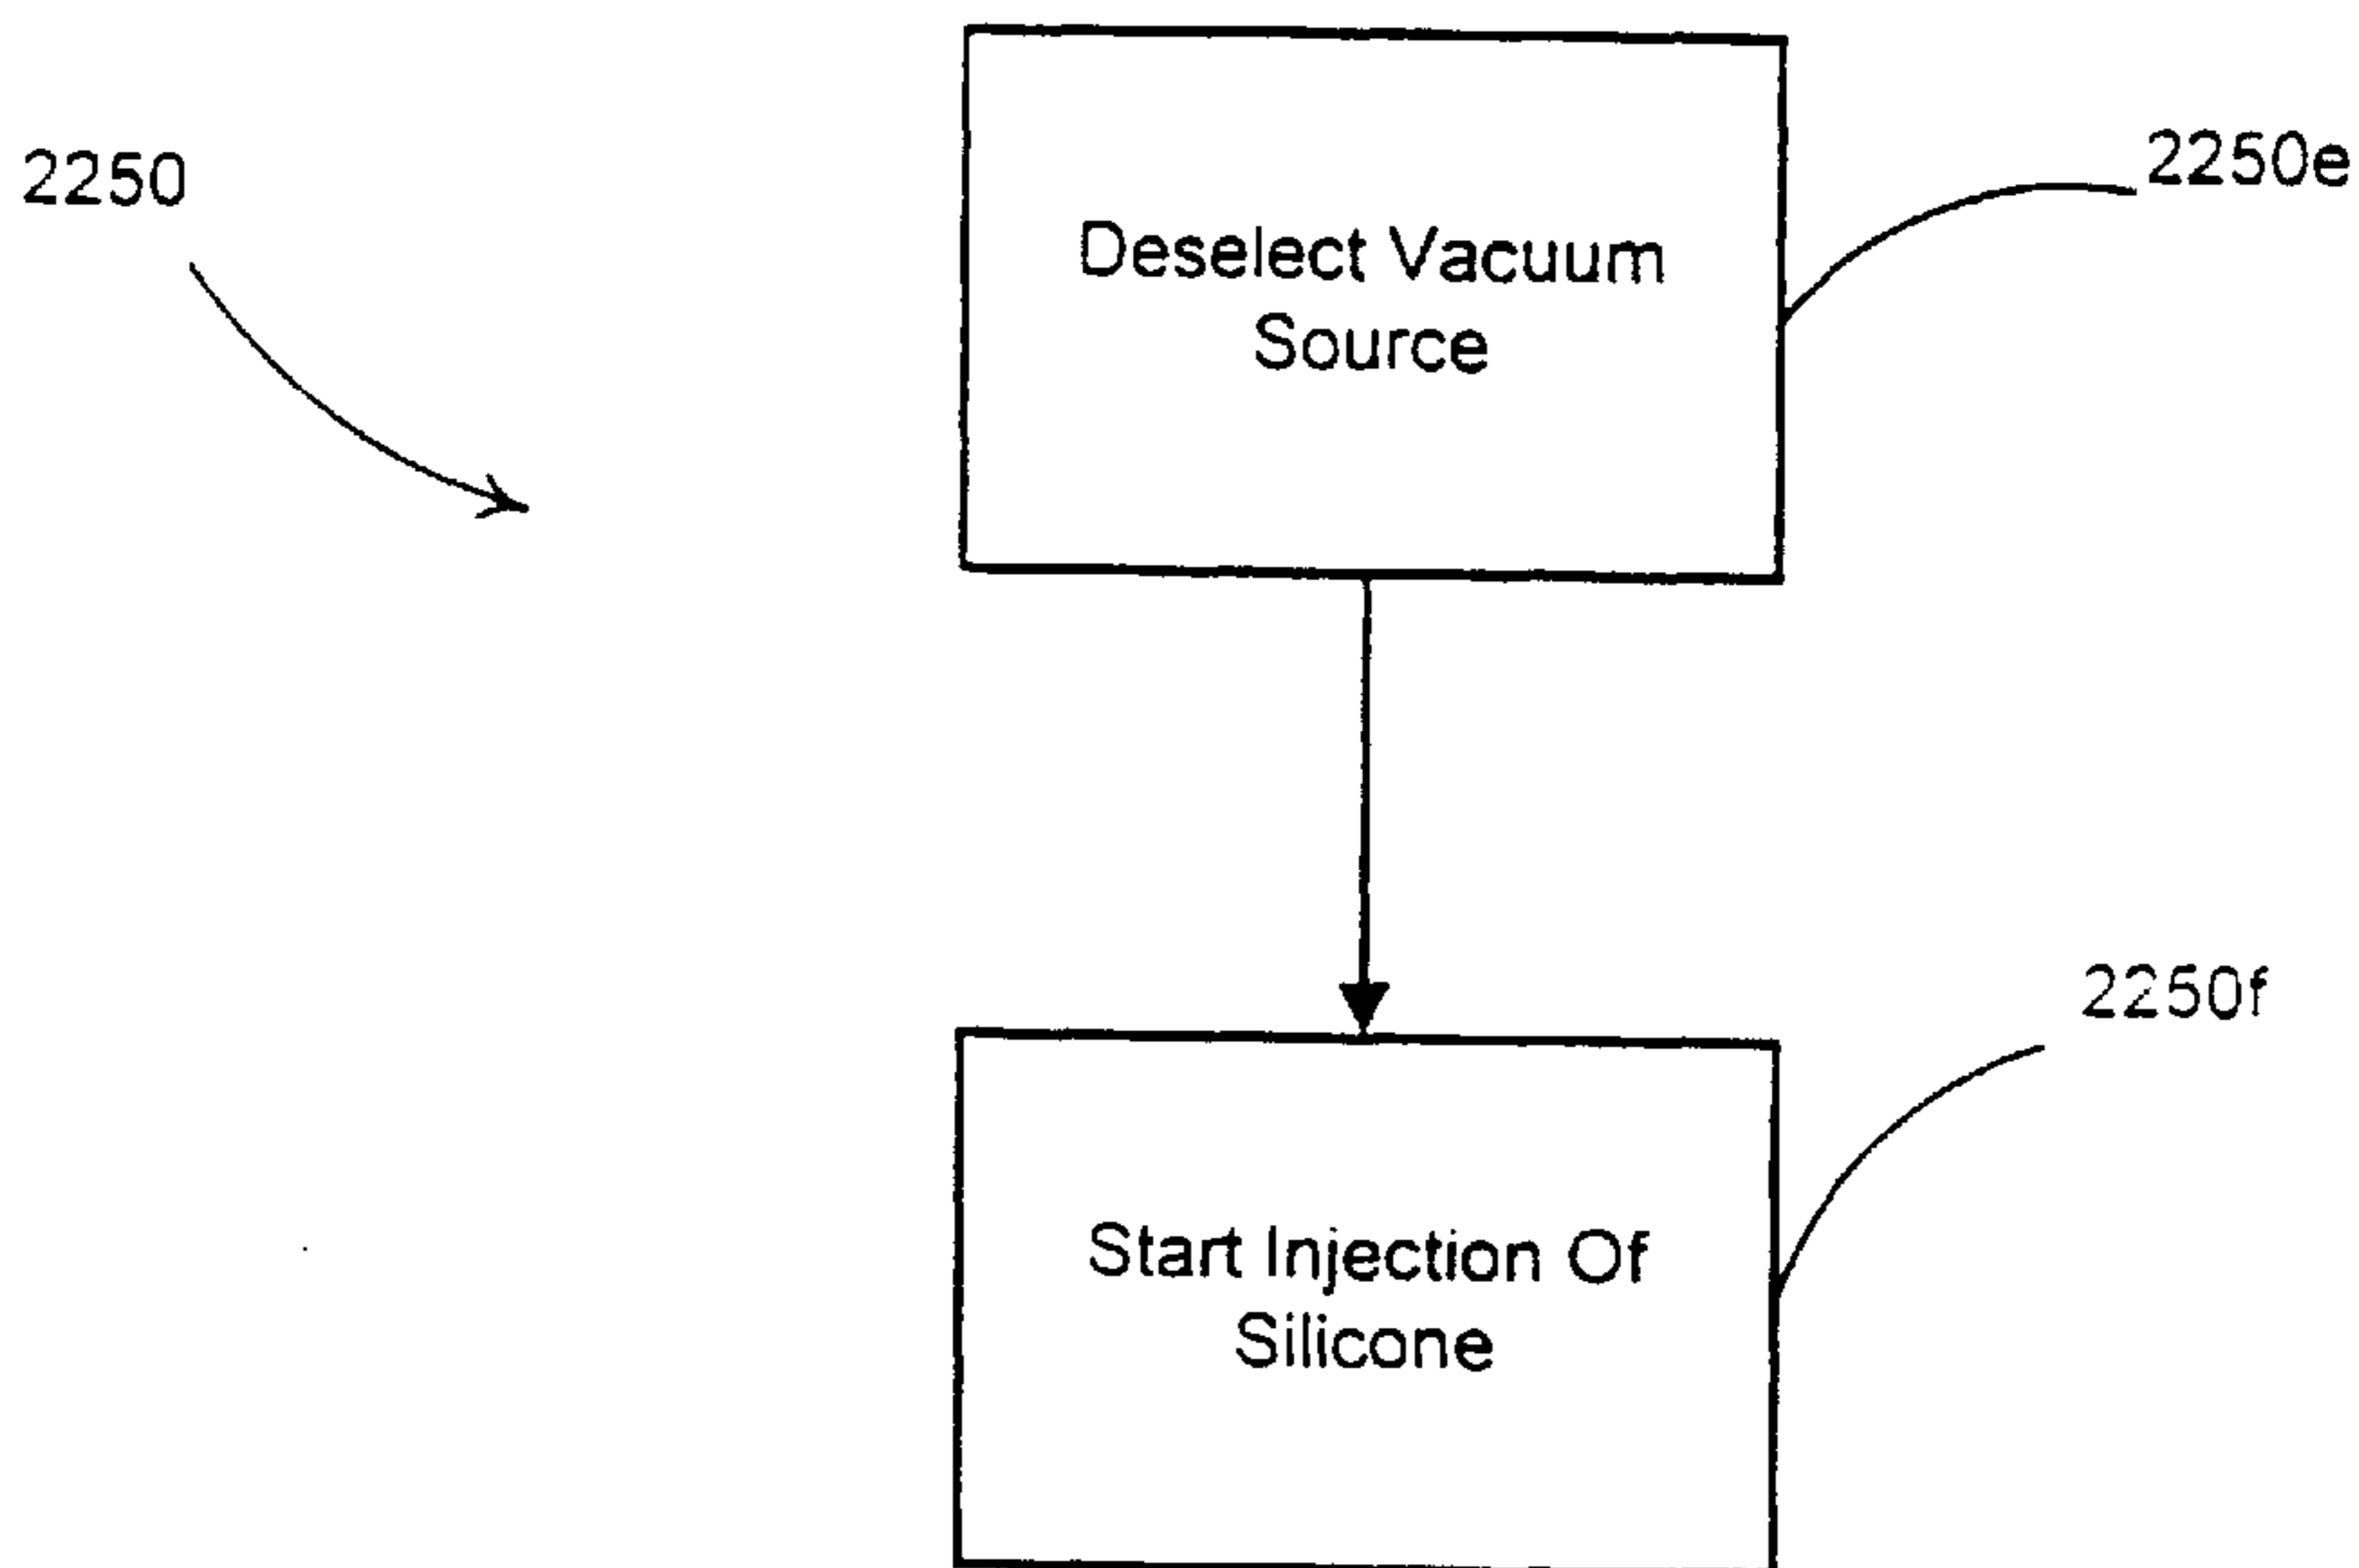 2250
2250e
Deselect Vacuum
Source
2250f
Start Injection Of
Silicone